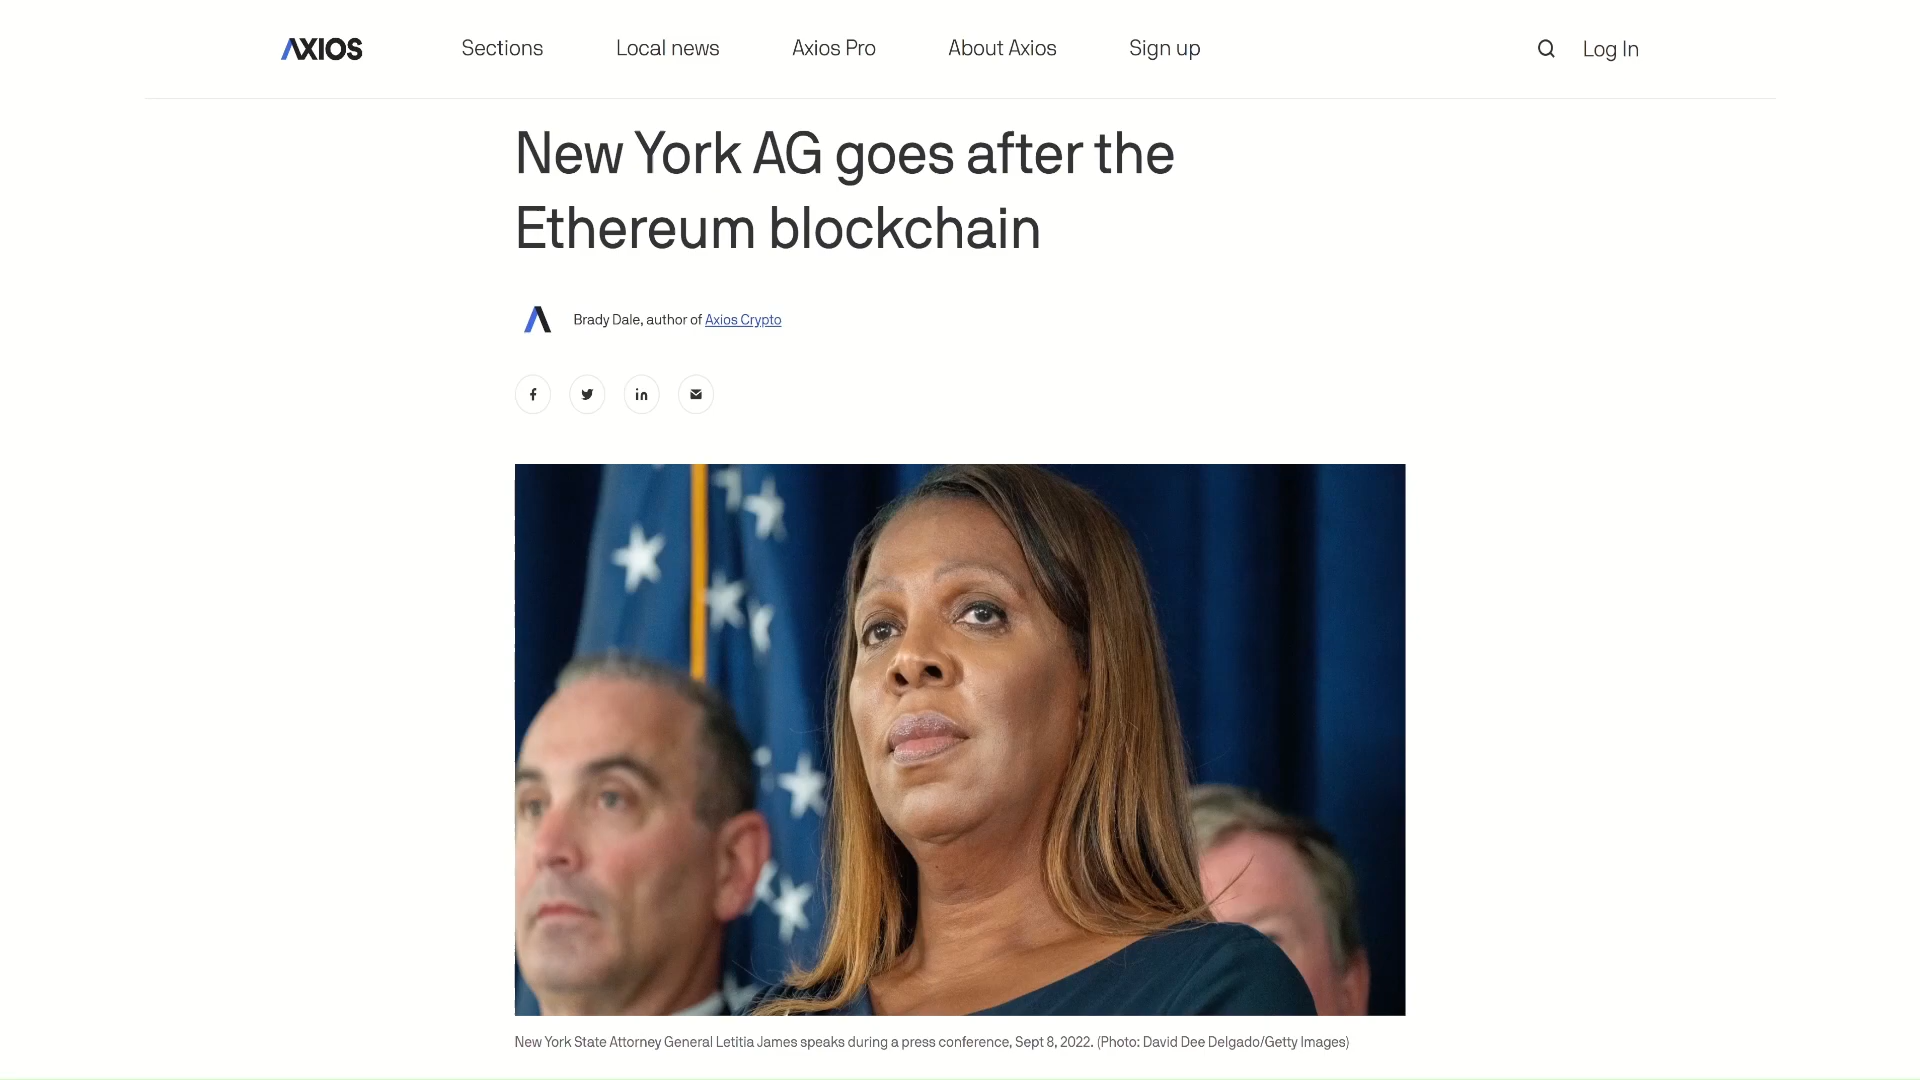 AXIOS
Sections
Local news
Axios Pro
About Axios
Sign up
Log In
New York AG goes after the
Ethereum blockchain
Brady Dale, author of Axios Crypto
New York State Attorney General Letitia James speaks during a press conference, Sept 8, 2022. (Photo: David Dee Delgado/Getty Images)